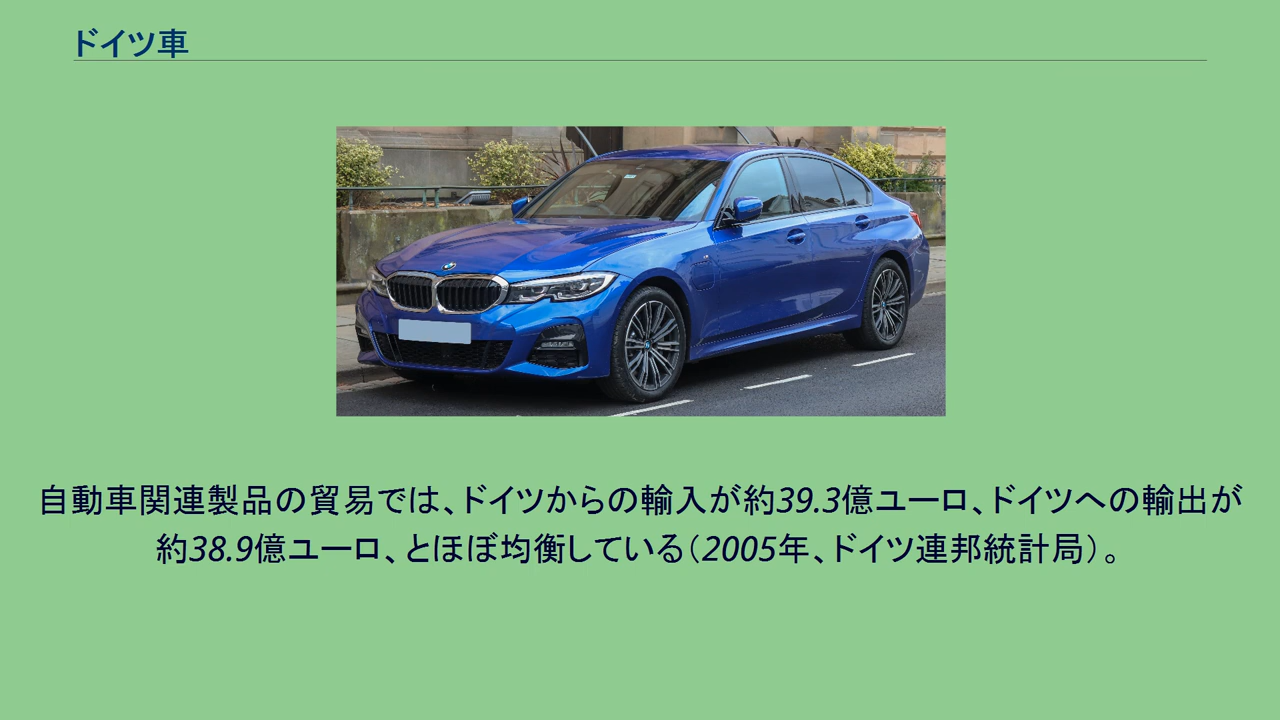 ドイツ車
自動車関連製品の貿易では、ドイツからの輸入が約39.3億ユーロ、ドイツへの輸出が
約38.9億ユーロ、とほぼ均衡している（2005年、ドイツ連邦統計局）。